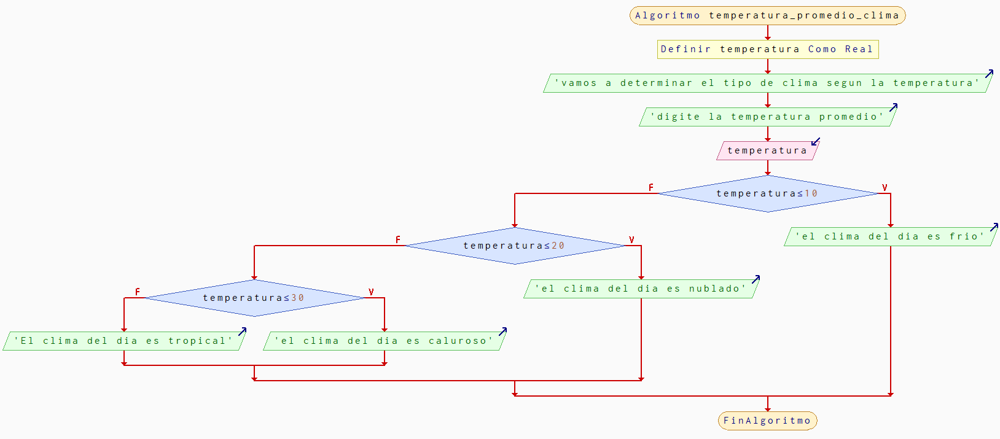 Algoritmo temperatura_promedio_clima
Definir temperatura Como Real
'vamos a determinar el tipo de clima segun la temperatura'
'digite la temperatura promedio'
temperatura
F
V
temperatura≤10
F
V
temperatura≤20
'el clima del dia es frio'
F
V
temperatura≤30
'el clima del dia es nublado'
'El clima del dia es tropical'
'el clima del dia es caluroso'
FinAlgoritmo